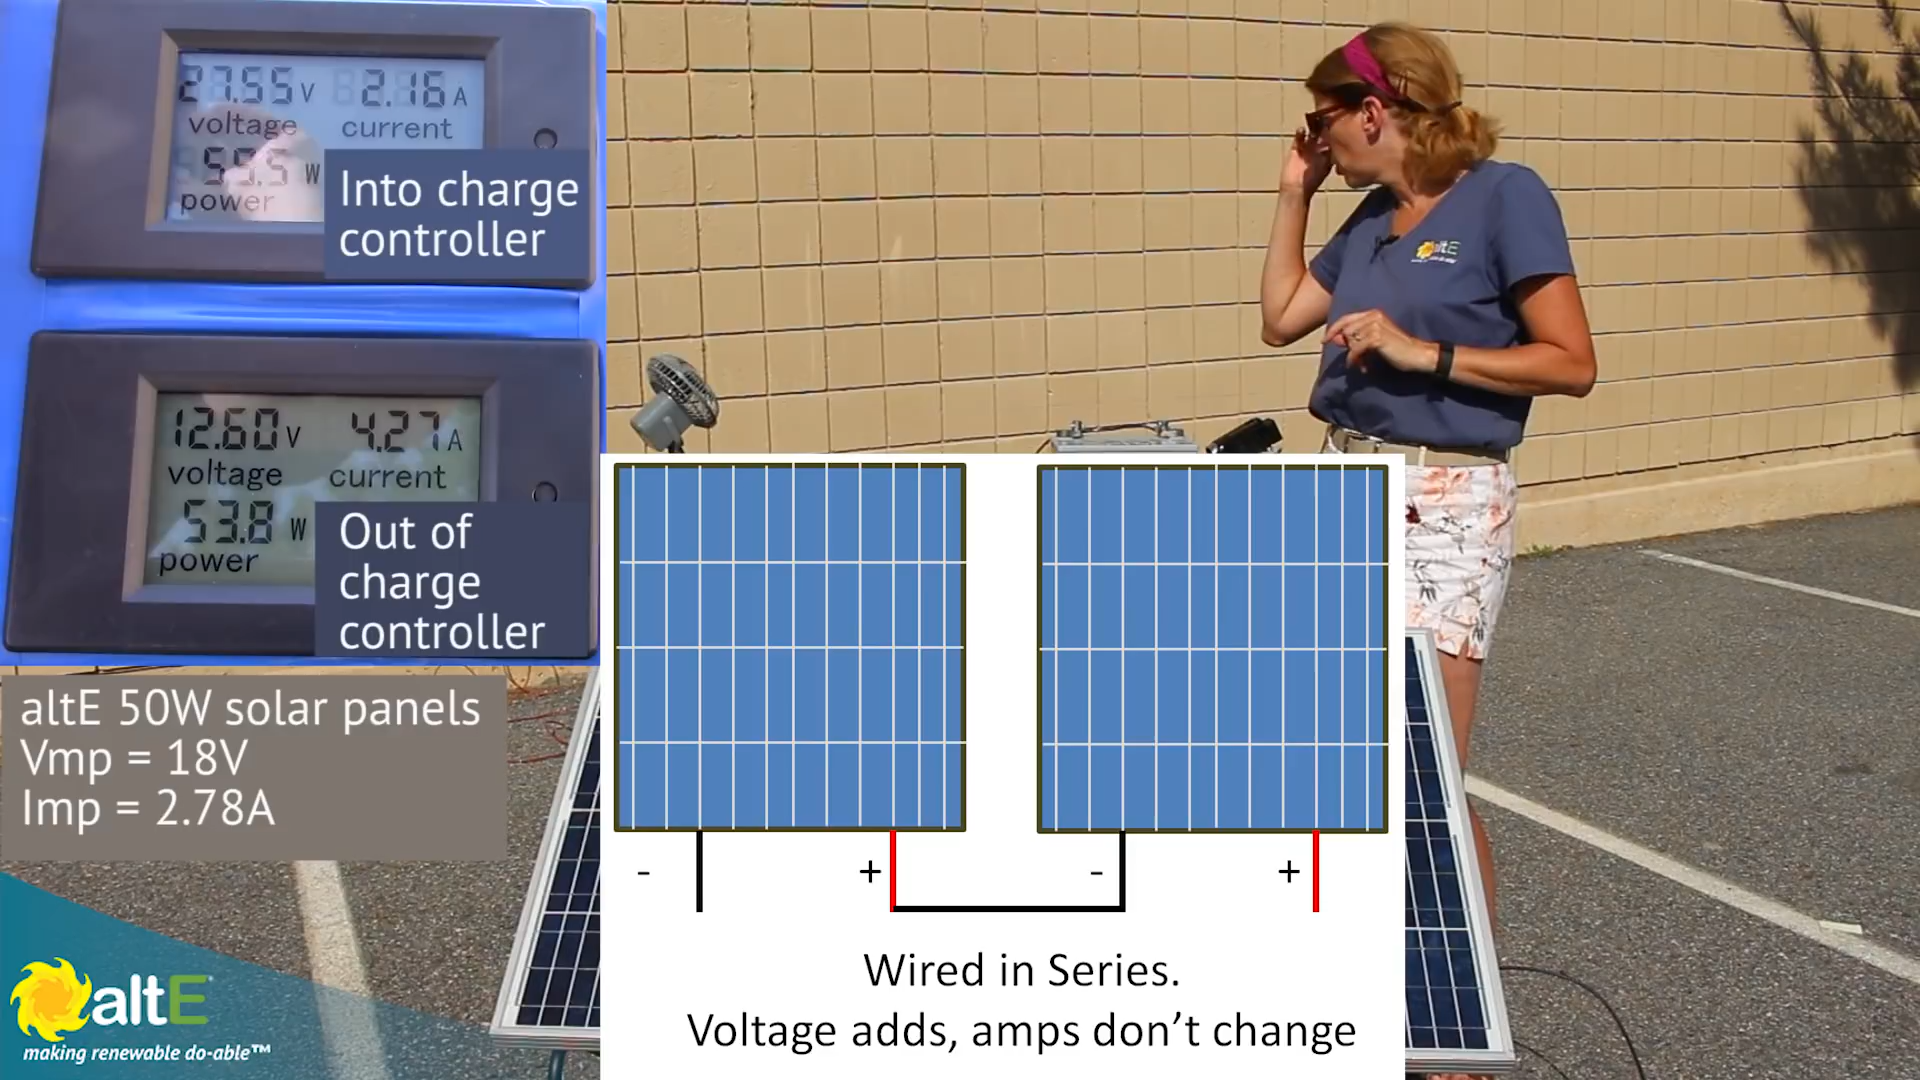 27.55 V 2.16 A
voltage current
59.5 W
power
Into charge
controller
12.60 V 4.27 A
voltage current
53.8 W
power
Out of
charge
controller
altE 50W solar panels
Vmp = 18V
Imp = 2.78A
altE
making renewable do-able™
altE
- + - +
Wired in Series.
Voltage adds, amps don’t change